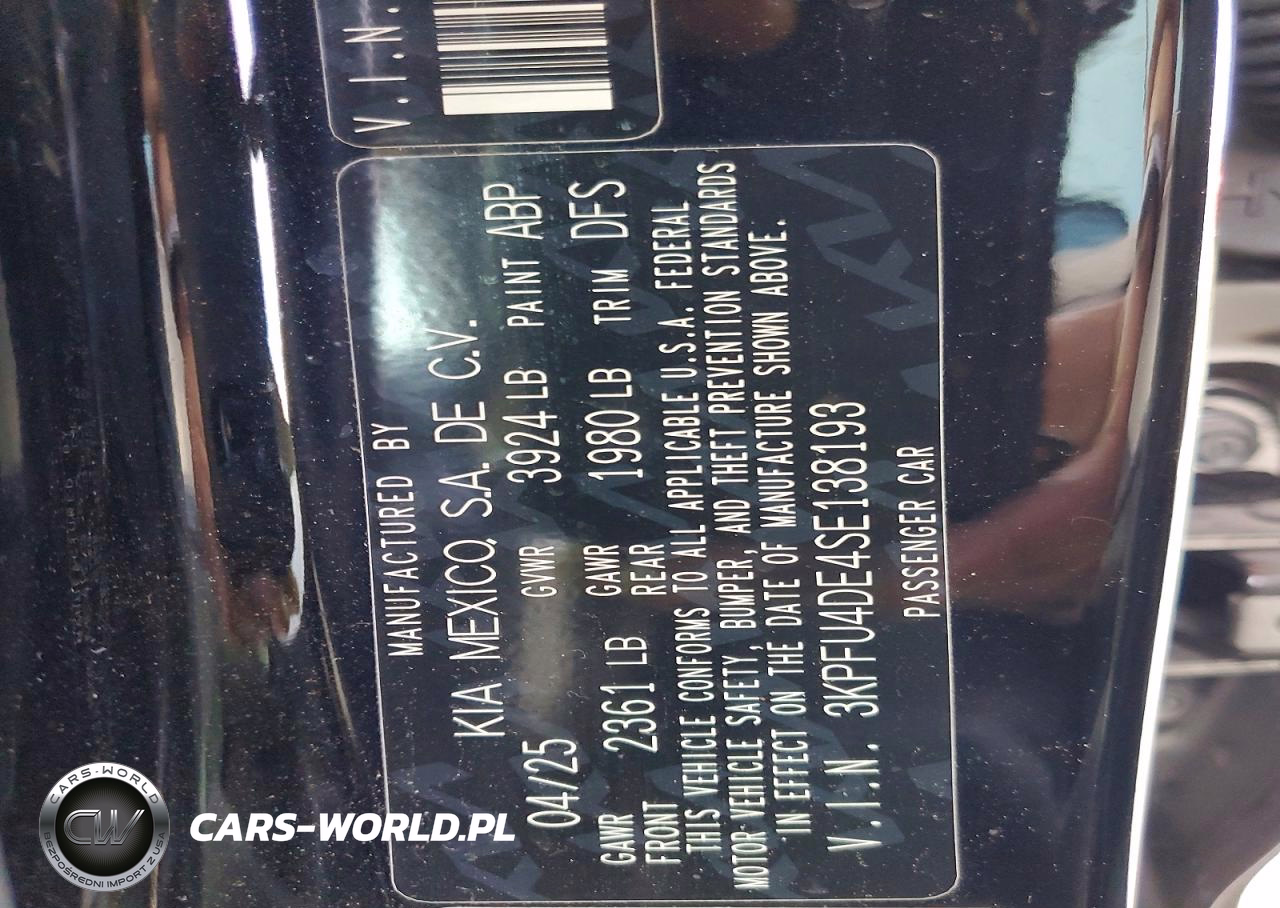 V.I.N.
MANUFACTURED BY
KIA MEXICO, S.A. DE C.V.
04/25 GVWR 3924 LB PAINT ABP
GAWR FRONT 2361 LB GAWR REAR 1980 LB TRIM DFS
THIS VEHICLE CONFORMS TO ALL APPLICABLE U.S.A. FEDERAL
MOTOR VEHICLE SAFETY, BUMPER, AND THEFT PREVENTION STANDARDS
IN EFFECT ON THE DATE OF MANUFACTURE SHOWN ABOVE.
V.I.N. 3KPFU4DE4SE138193
PASSENGER CAR
CARS-WORLD
CW
BEZPOŚREDNI IMPORT Z USA
CARS-WORLD.PL